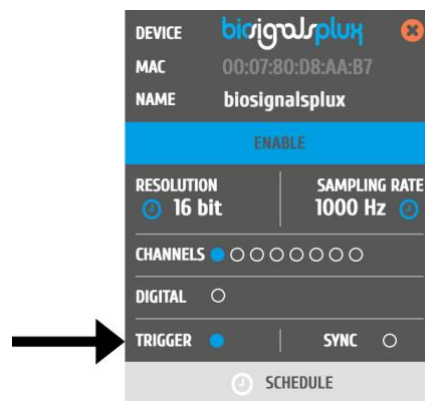 DEVICE biosignalsplux
MAC 00:07:80:D8:AA:B7
NAME biosignalsplux
ENABLE
RESOLUTION SAMPLING RATE
16 bit 1000 Hz
CHANNELS
DIGITAL
TRIGGER SYNC
SCHEDULE